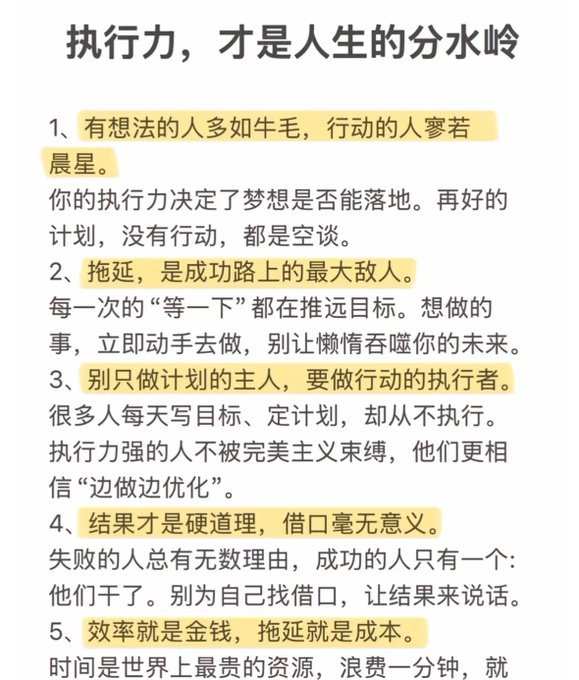 执行力，才是人生的分水岭
1、有想法的人多如牛毛，行动的人寥若
晨星。
你的执行力决定了梦想是否能落地。再好的
计划，没有行动，都是空谈。
2、拖延，是成功路上的最大敌人。
每一次的“等一下”都在推远目标。想做的
事，立即动手去做，别让懒惰吞噬你的未来。
3、别只做计划的主人，要做行动的执行者。
很多人每天写目标、定计划，却从不执行。
执行力强的人不被完美主义束缚，他们更相
信“边做边优化”。
4、结果才是硬道理，借口毫无意义。
失败的人总有无数理由，成功的人只有一个：
他们干了。别为自己找借口，让结果来说话。
5、效率就是金钱，拖延就是成本。
时间是世界上最贵的资源，浪费一分钟，就